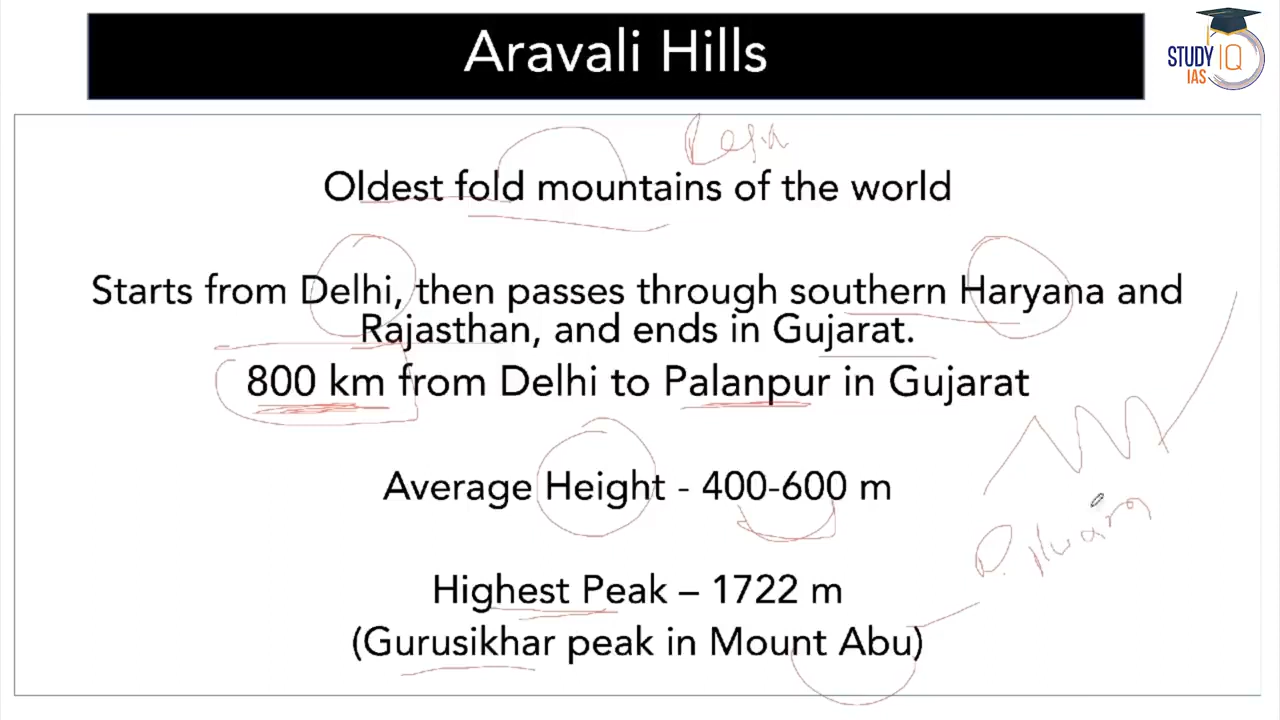 Aravali Hills
STUDY IQ
IAS
Oldest fold mountains of the world
Starts from Delhi, then passes through southern Haryana and
Rajasthan, and ends in Gujarat.
800 km from Delhi to Palanpur in Gujarat
Average Height - 400-600 m
Highest Peak – 1722 m
(Gurusikhar peak in Mount Abu)